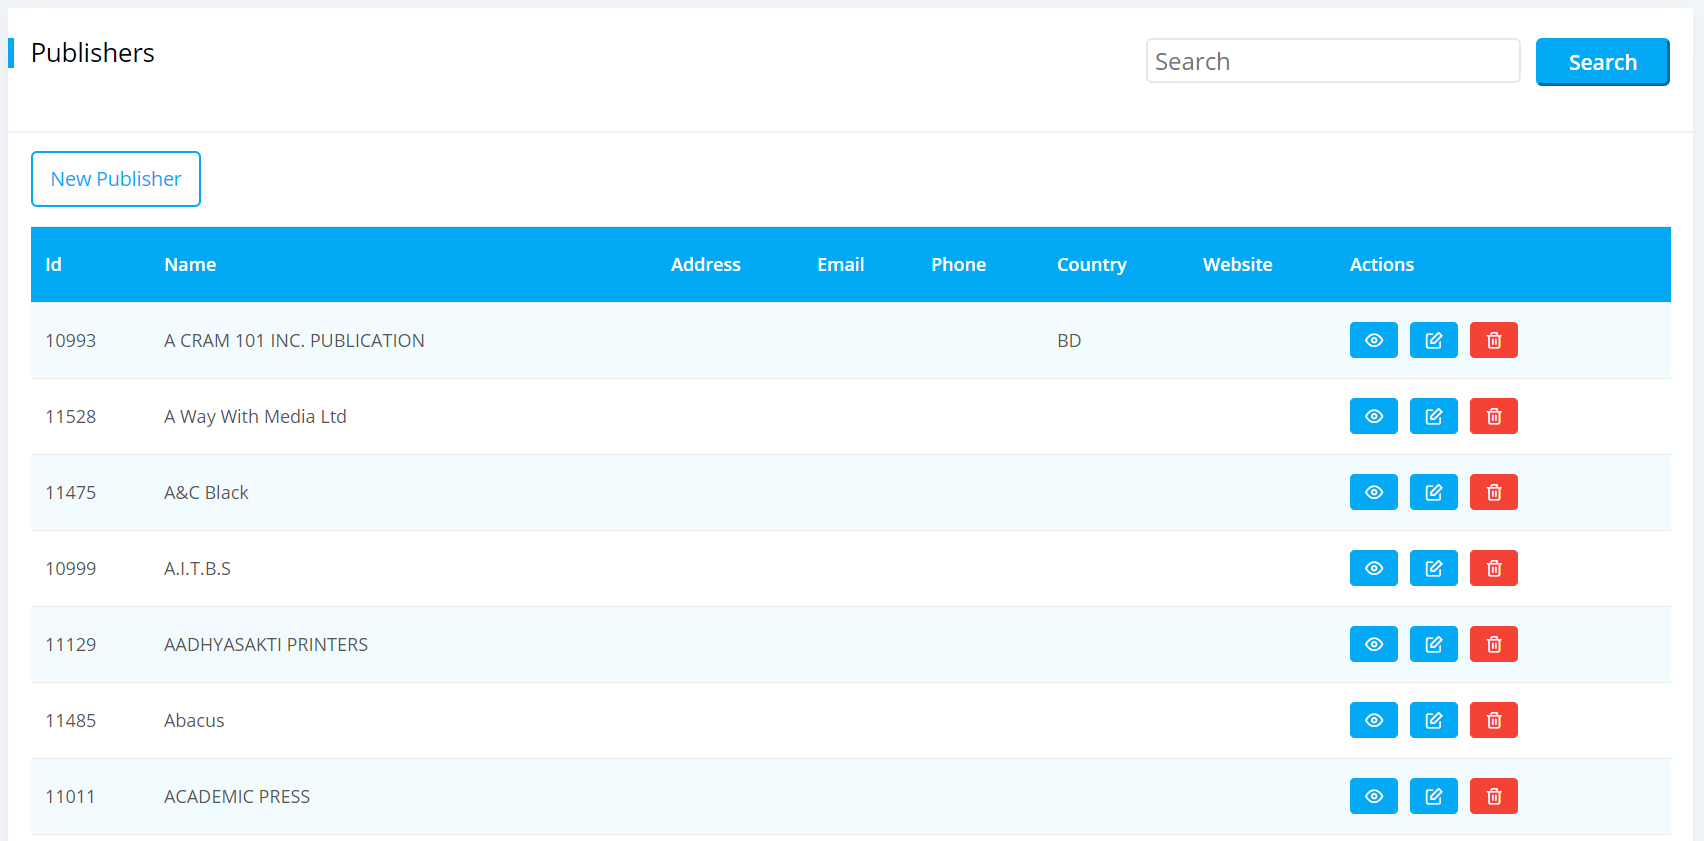 Publishers
Search
Search
New Publisher
Id Name Address Email Phone Country Website Actions
10993 A CRAM 101 INC. PUBLICATION BD
11528 A Way With Media Ltd
11475 A&C Black
10999 A.I.T.B.S
11129 AADHYASAKTI PRINTERS
11485 Abacus
11011 ACADEMIC PRESS